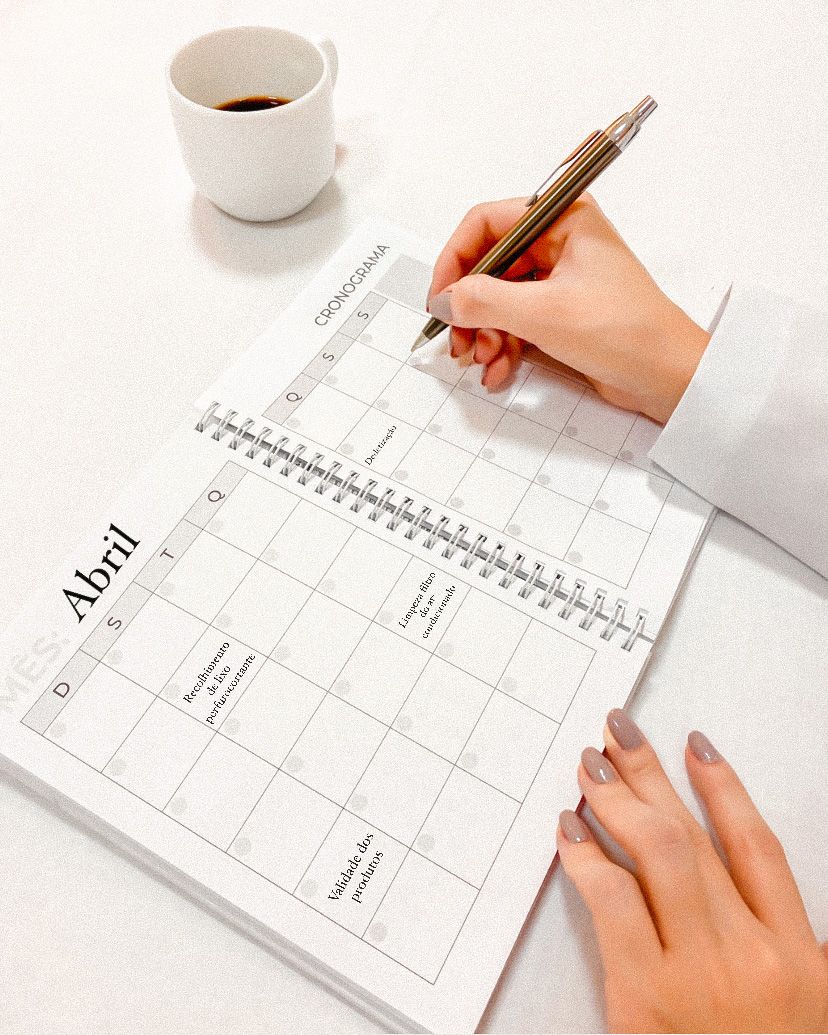 MÊS: Abril
D S T Q
Recolhimento
de lixo
perfurocortante
Limpeza filtro
do ar
condicionado
Validade dos
produtos
CRONOGRAMA
Q S S
Dedetização